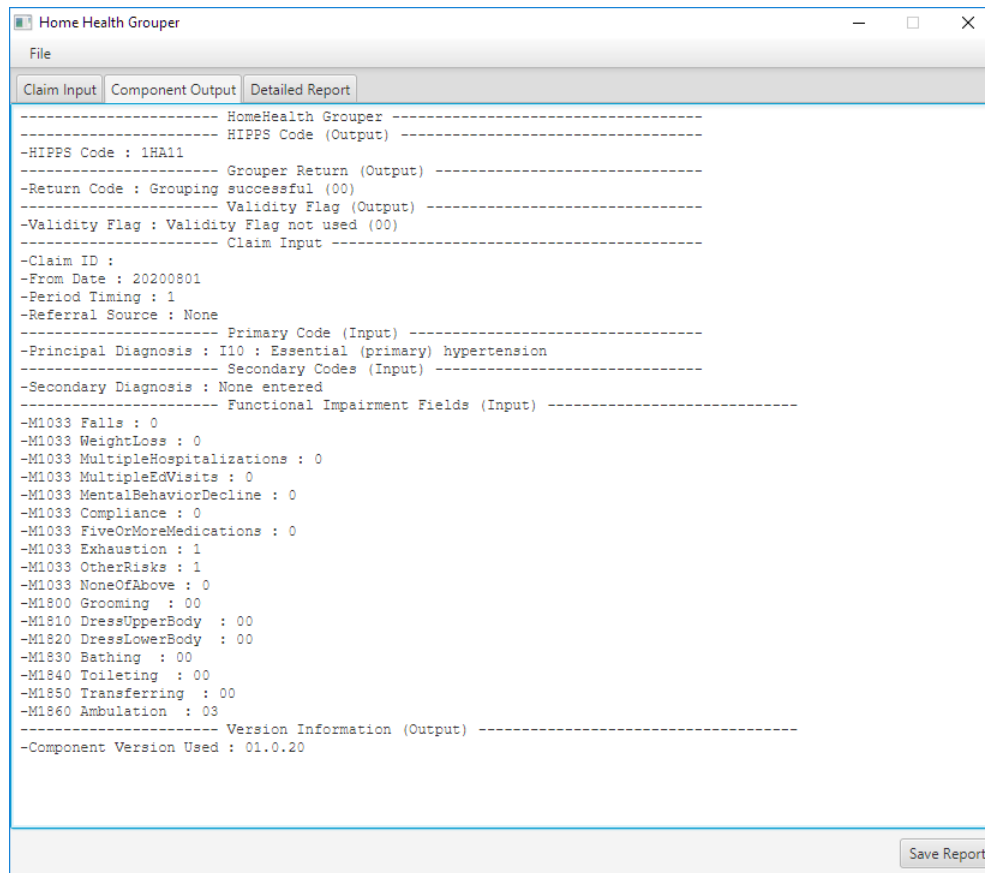 Home Health Grouper
File
Claim Input Component Output Detailed Report
----------------------- HomeHealth Grouper ------------------------------------
----------------------- HIPPS Code (Output) -----------------------------------
-HIPPS Code : 1HA11
----------------------- Grouper Return (Output) -------------------------------
-Return Code : Grouping successful (00)
----------------------- Validity Flag (Output) --------------------------------
-Validity Flag : Validity Flag not used (00)
----------------------- Claim Input -------------------------------------------
-Claim ID :
-From Date : 20200801
-Period Timing : 1
-Referral Source : None
----------------------- Primary Code (Input) ----------------------------------
-Principal Diagnosis : I10 : Essential (primary) hypertension
----------------------- Secondary Codes (Input) -------------------------------
-Secondary Diagnosis : None entered
----------------------- Functional Impairment Fields (Input) -----------------------------
-M1033 Falls : 0
-M1033 WeightLoss : 0
-M1033 MultipleHospitalizations : 0
-M1033 MultipleEdVisits : 0
-M1033 MentalBehaviorDecline : 0
-M1033 Compliance : 0
-M1033 FiveOrMoreMedications : 0
-M1033 Exhaustion : 1
-M1033 OtherRisks : 1
-M1033 NoneOfAbove : 0
-M1800 Grooming  : 00
-M1810 DressUpperBody  : 00
-M1820 DressLowerBody  : 00
-M1830 Bathing  : 00
-M1840 Toileting  : 00
-M1850 Transferring  : 00
-M1860 Ambulation  : 03
----------------------- Version Information (Output) -------------------------------------
-Component Version Used : 01.0.20
Save Report